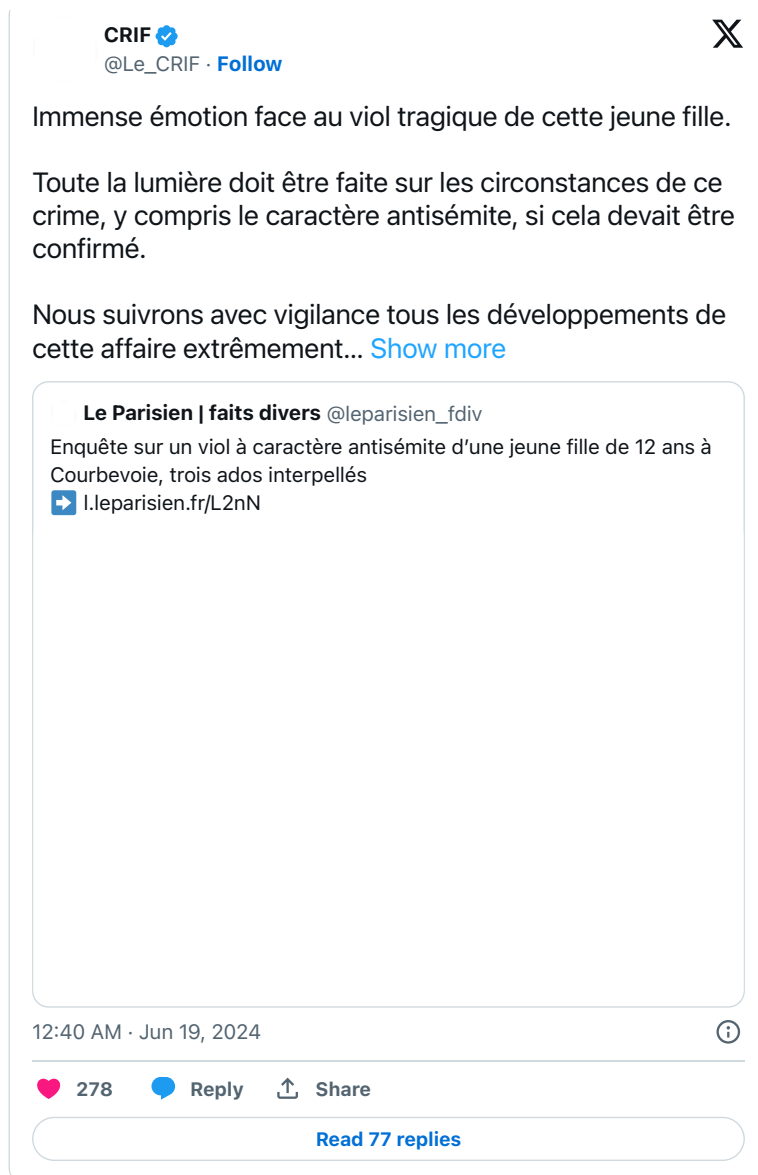 CRIF
@Le_CRIF · Follow
Immense émotion face au viol tragique de cette jeune fille.
Toute la lumière doit être faite sur les circonstances de ce
crime, y compris le caractère antisémite, si cela devait être
confirmé.
Nous suivrons avec vigilance tous les développements de
cette affaire extrêmement... Show more
Le Parisien | faits divers @leparisien_fdiv
Enquête sur un viol à caractère antisémite d’une jeune fille de 12 ans à
Courbevoie, trois ados interpellés
➡️ l.leparisien.fr/L2nN
12:40 AM · Jun 19, 2024
278 Reply Share
Read 77 replies